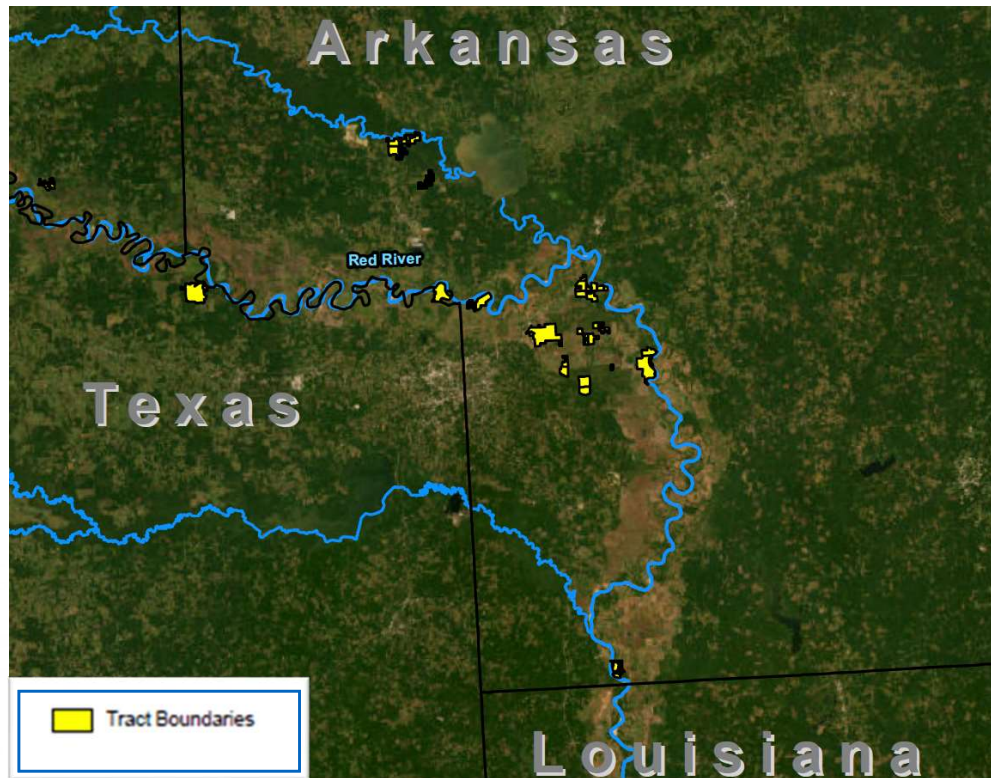 Arkansas
Red River
Texas
Tract Boundaries
Louisiana